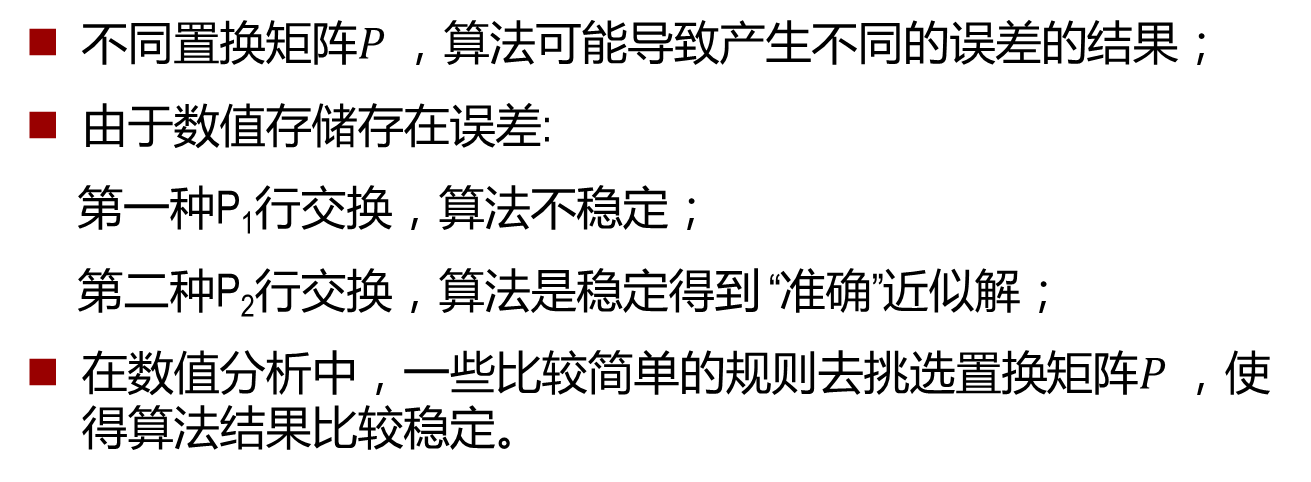 不同置换矩阵P ，算法可能导致产生不同的误差的结果；
由于数值存储存在误差:
第一种P₁行交换，算法不稳定；
第二种P₂行交换，算法是稳定得到“准确”近似解；
在数值分析中，一些比较简单的规则去挑选置换矩阵P ，使
得算法结果比较稳定。